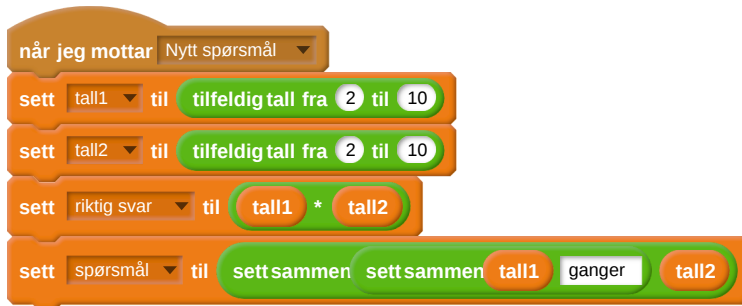 når jeg mottar Nytt spørsmål
sett tall1 til tilfeldig tall fra 2 til 10
sett tall2 til tilfeldig tall fra 2 til 10
sett riktig svar til tall1 * tall2
sett spørsmål til sett sammen sett sammen tall1 ganger tall2